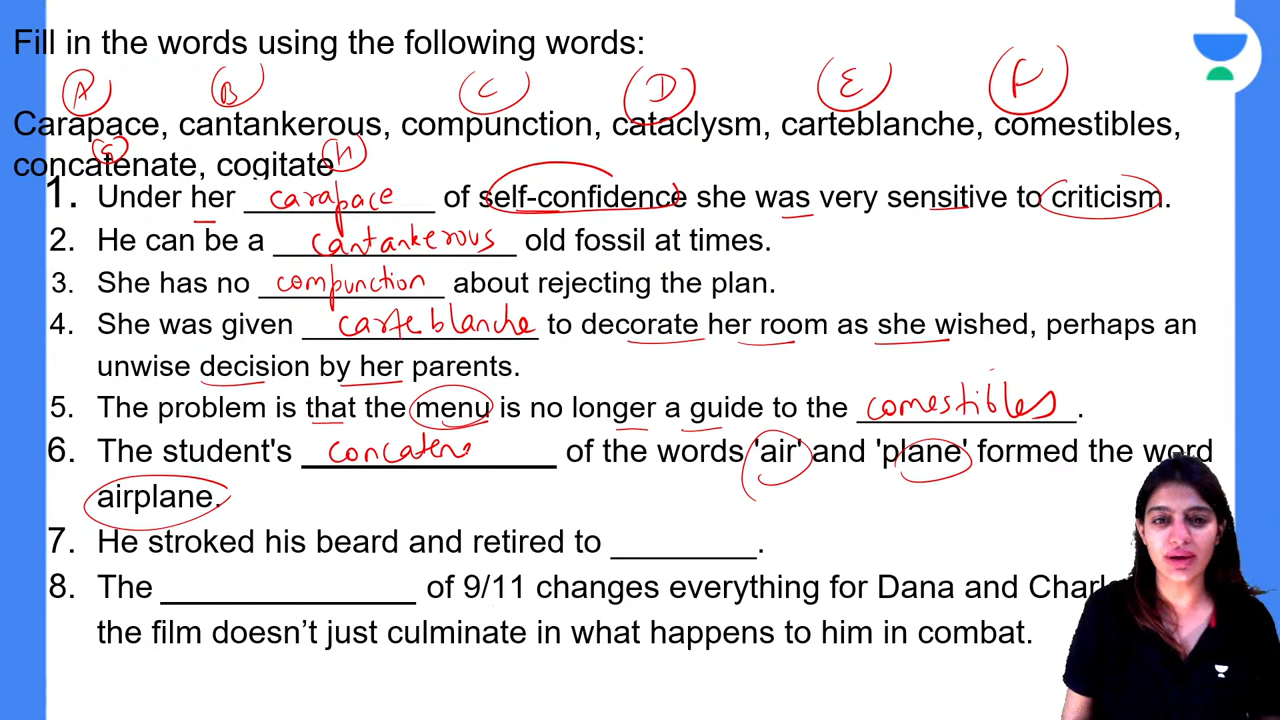 Fill in the words using the following words:
A B C D E F
Carapace, cantankerous, compunction, cataclysm, carteblanche, comestibles,
concatenate, cogitate
G H
1. Under her carapace of self-confidence she was very sensitive to criticism.
2. He can be a cantankerous old fossil at times.
3. She has no compunction about rejecting the plan.
4. She was given carteblanche to decorate her room as she wished, perhaps an
unwise decision by her parents.
5. The problem is that the menu is no longer a guide to the comestibles.
6. The student's concaten of the words 'air' and 'plane' formed the word
airplane.
7. He stroked his beard and retired to ________.
8. The ______________ of 9/11 changes everything for Dana and Charl
the film doesn’t just culminate in what happens to him in combat.